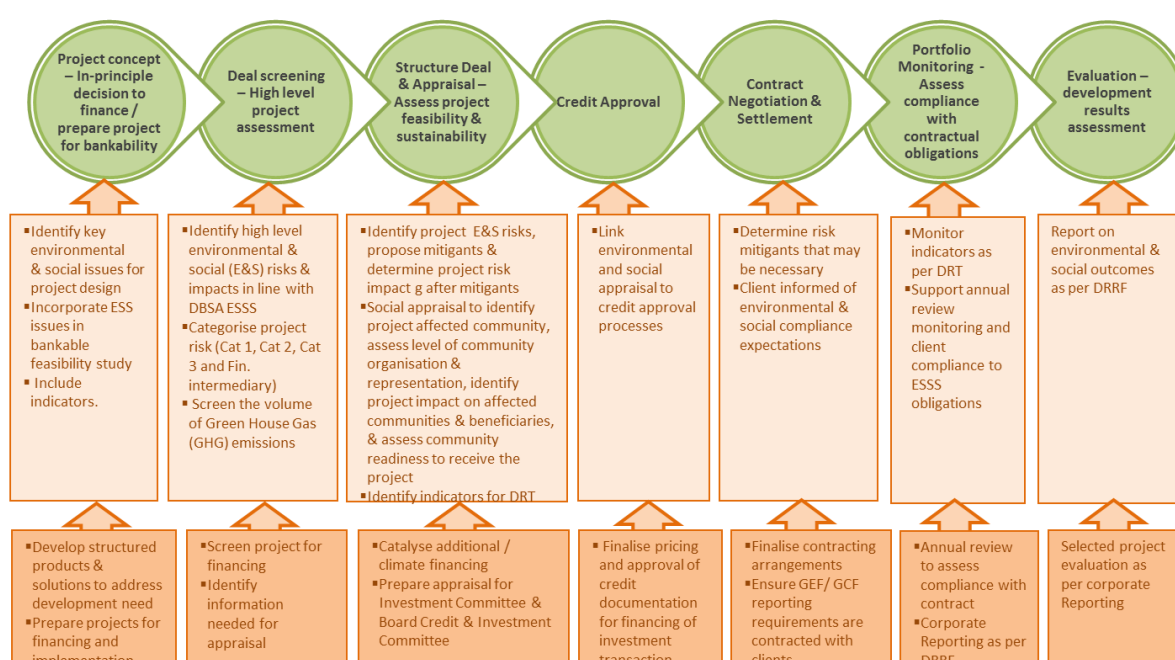 Project concept
– In-principle
decision to
finance /
prepare project
for bankability
Deal screening
– High level
project
assessment
Structure Deal
& Appraisal –
Assess project
feasibility &
sustainability
Credit Approval
Contract
Negotiation &
Settlement
Portfolio
Monitoring -
Assess
compliance
with
contractual
obligations
Evaluation –
development
results
assessment
▪Identify key
environmental
& social issues for
project design
▪Incorporate ESS
issues in
bankable
feasibility study
▪ Include
indicators.
▪Identify high level
environmental &
social (E&S) risks &
impacts in line with
DBSA ESSS
▪Categorise project
risk (Cat 1, Cat 2, Cat
3 and Fin.
intermediary)
▪ Screen the volume
of Green House Gas
(GHG) emissions
▪Identify project E&S risks,
propose mitigants &
determine project risk
impact g after mitigants
▪Social appraisal to identify
project affected community,
assess level of community
organisation &
representation, identify
project impact on affected
communities & beneficiaries,
& assess community
readiness to receive the
project
▪Identify indicators for DRT
▪Link
environmental
and social
appraisal to
credit approval
processes
▪Determine risk
mitigants that may
be necessary
▪Client informed of
environmental &
social compliance
expectations
▪Monitor
indicators as
per DRT
▪Support annual
review
monitoring and
client
compliance to
ESSS
obligations
Report on
environmental &
social outcomes
as per DRRF
▪Develop structured
products &
solutions to address
development need
▪Prepare projects for
financing and
implementation
▪Screen project for
financing
▪Identify
information
needed for
appraisal
▪Catalyse additional /
climate financing
▪Prepare appraisal for
Investment Committee &
Board Credit & Investment
Committee
▪ Finalise pricing
and approval of
credit
documentation
for financing of
investment
transaction
▪Finalise contracting
arrangements
▪Ensure GEF/ GCF
reporting
requirements are
contracted with
clients
▪Annual review
to assess
compliance with
contract
▪Corporate
Reporting as per
DRRF
Selected project
evaluation as
per corporate
Reporting